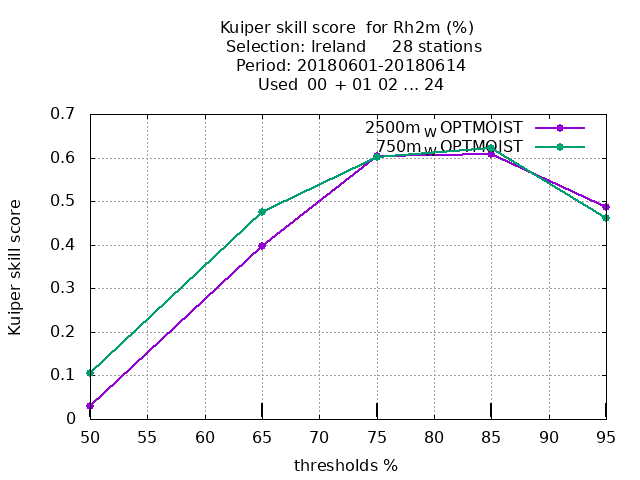 Kuiper skill score  for Rh2m (%)
Selection: Ireland     28 stations
Period: 20180601-20180614
Used  00 + 01 02 ... 24
2500m W OPTMOIST
750m W OPTMOIST
0.7
0.6
0.5
0.4
0.3
0.2
0.1
0
Kuiper skill score
50 55 60 65 70 75 80 85 90 95
thresholds %